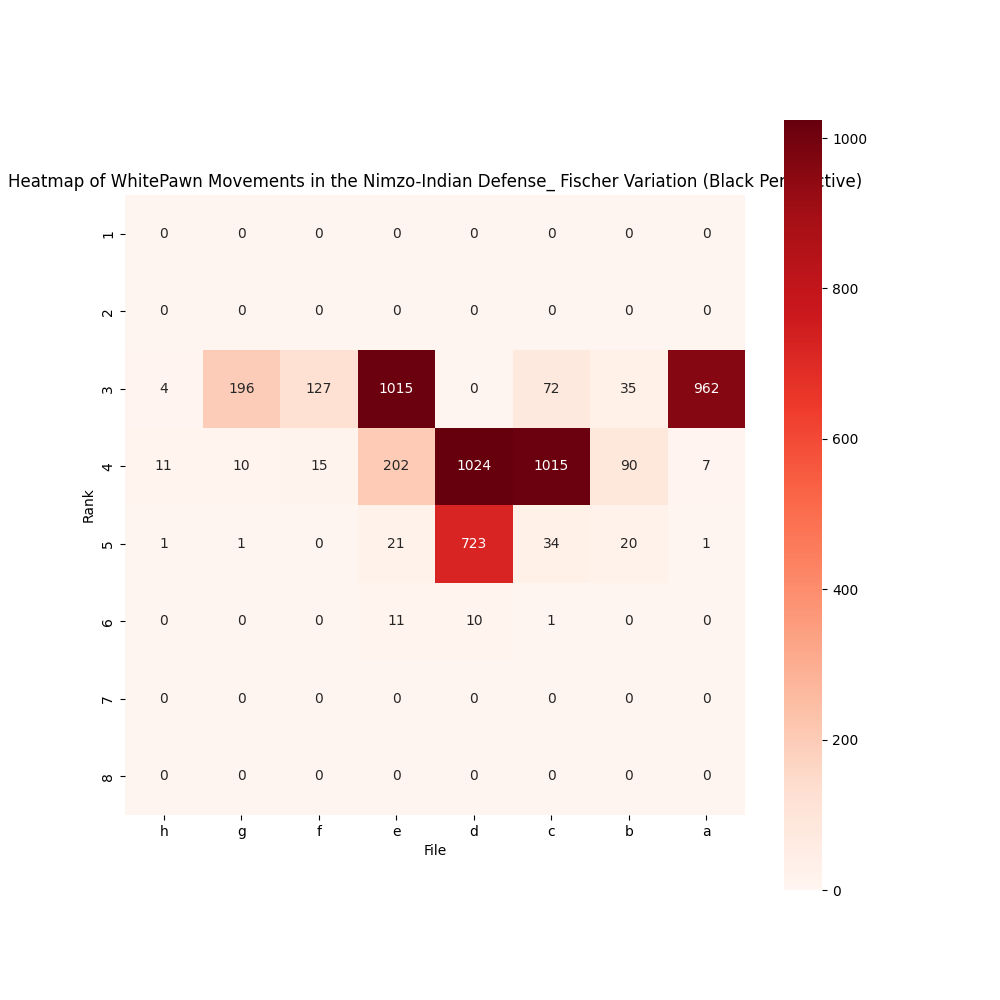 Heatmap of WhitePawn Movements in the Nimzo-Indian Defense_ Fischer Variation (Black Per tive)
1 0 0 0 0 0 0 0 0
2 0 0 0 0 0 0 0 0
3 4 196 127 1015 0 72 35 962
4 11 10 15 202 1024 1015 90 7
5 1 1 0 21 723 34 20 1
6 0 0 0 11 10 1 0 0
7 0 0 0 0 0 0 0 0
8 0 0 0 0 0 0 0 0
h g f e d c b a
File
Rank
1000
800
600
400
200
0